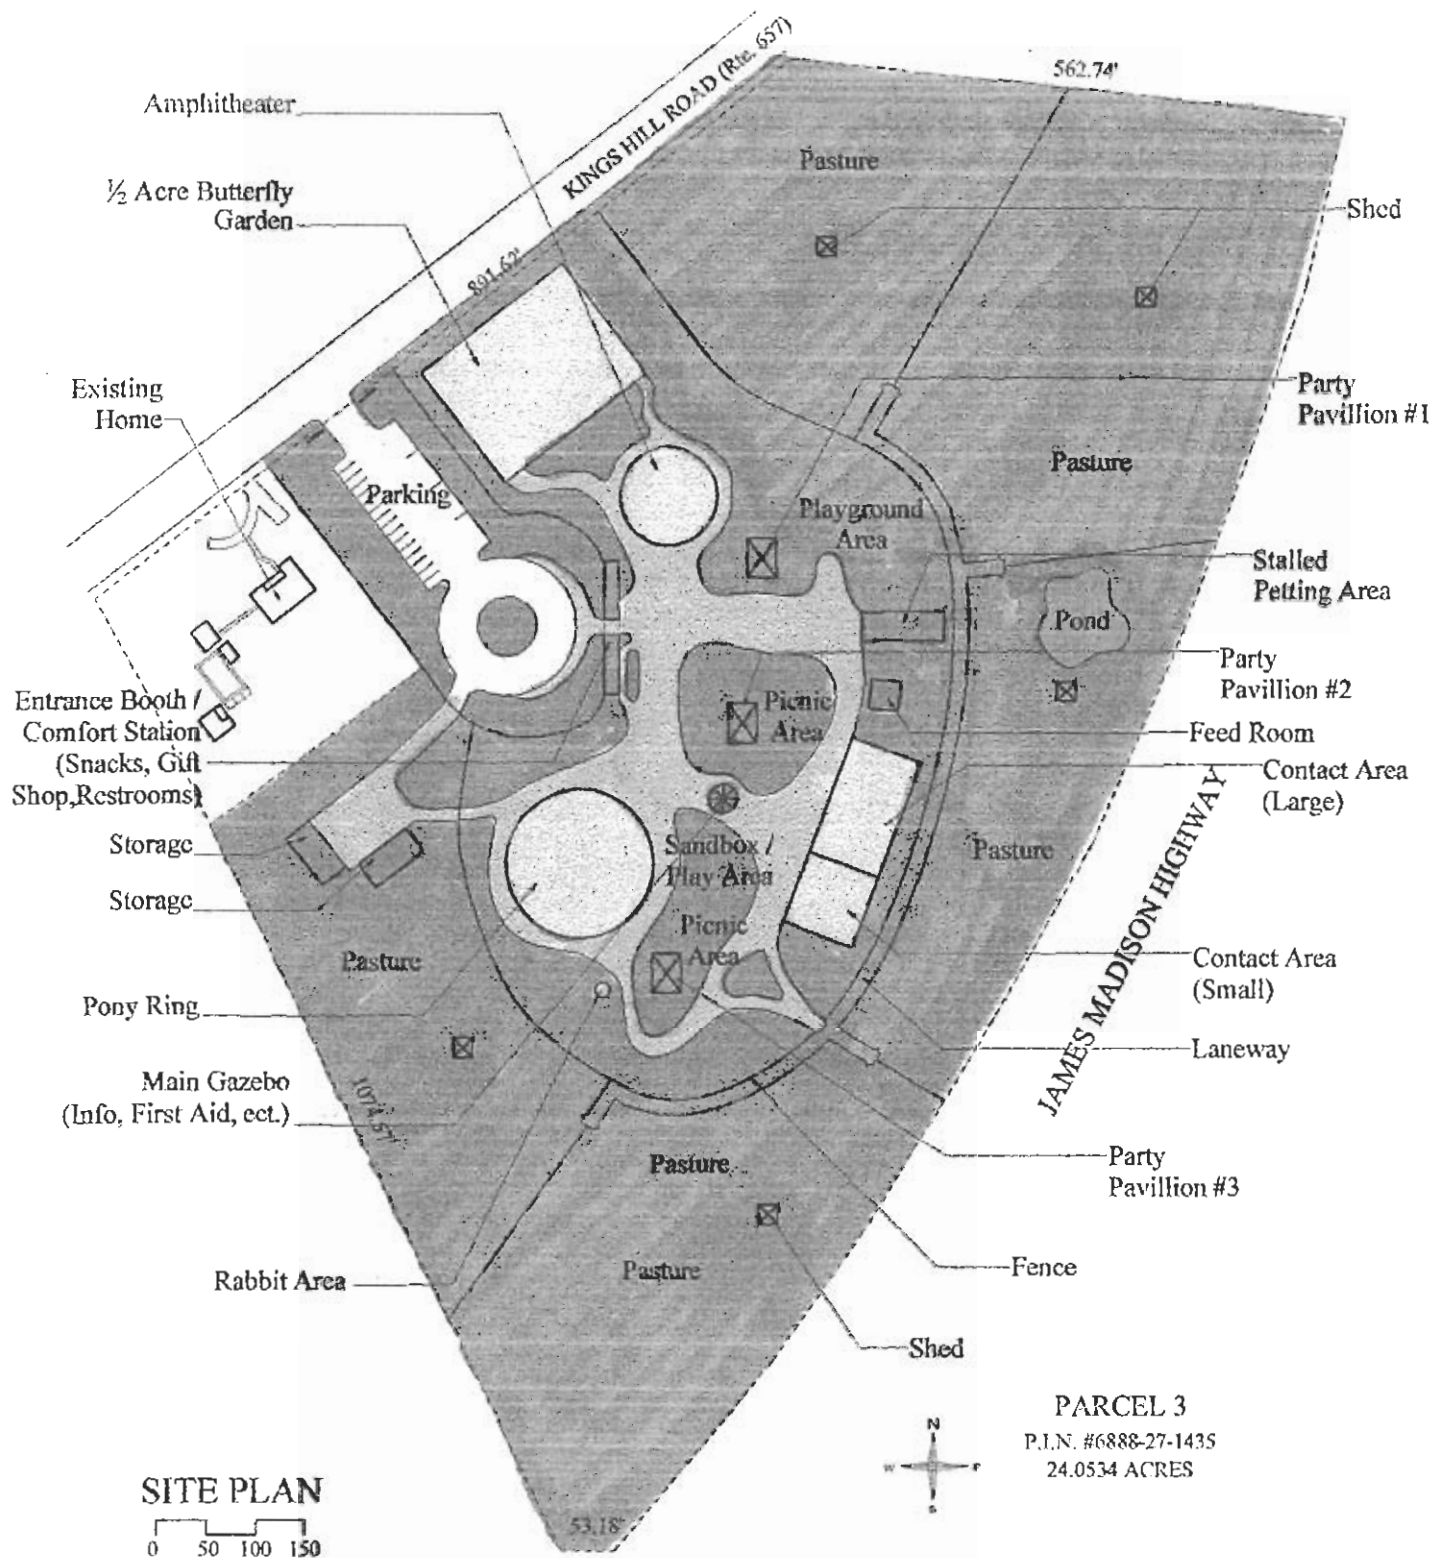 562.74'
KINGS HILL ROAD (Rte. 657)
Amphitheater
Pasture
½ Acre Butterfly
Garden
Shed
891.62'
Existing
Home
Party
Pavillion #1
Pasture
Parking
Playground
Area
Stalled
Petting Area
Pond
Party
Pavillion #2
Entrance Booth /
Comfort Station
(Snacks, Gift
Shop,Restrooms)
Picnic
Area
Feed Room
Contact Area
(Large)
Storage
Sandbox /
Play Area
Pasture
Storage
Picnic
Area
Pasture
JAMES MADISON HIGHWAY
Contact Area
(Small)
Pony Ring
Laneway
Main Gazebo
(Info, First Aid, ect.)
1074.57'
Party
Pavillion #3
Pasture
Rabbit Area
Pasture
Fence
Shed
PARCEL 3
P.I.N. #6888-27-1435
24.0534 ACRES
N
W
S
SITE PLAN
0 50 100 150
53.18'